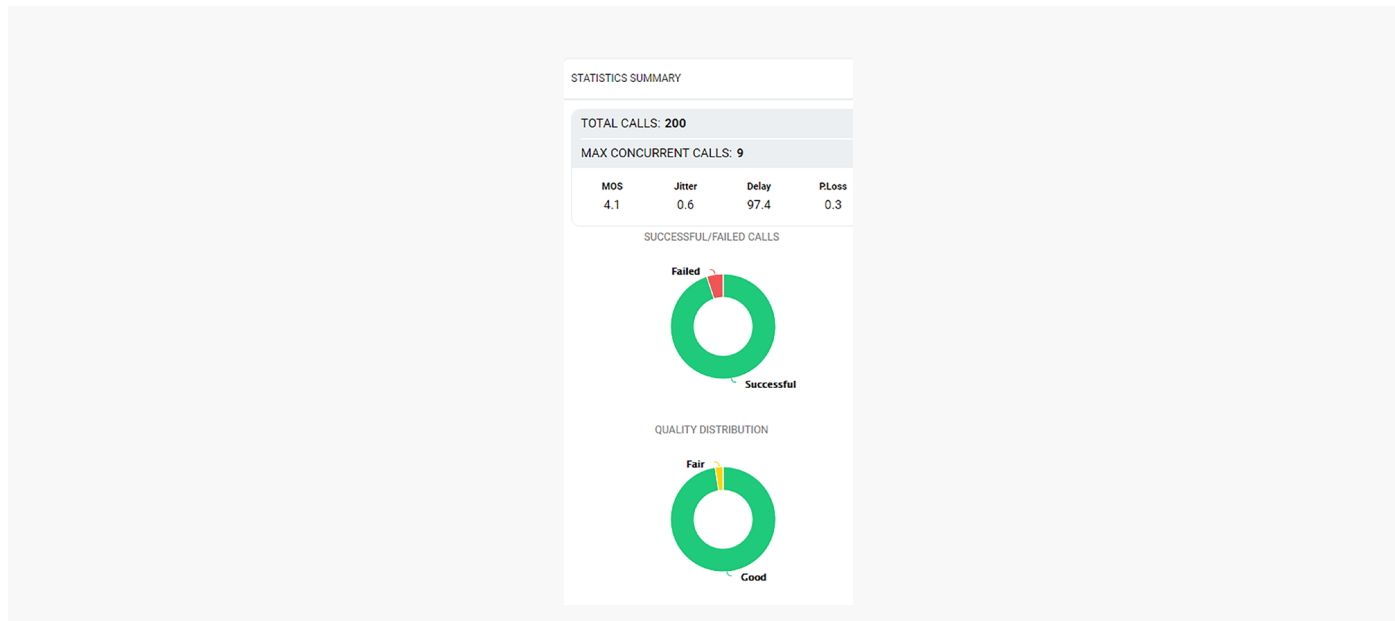 STATISTICS SUMMARY
TOTAL CALLS: 200
MAX CONCURRENT CALLS: 9
MOS Jitter Delay P.Loss
4.1 0.6 97.4 0.3
SUCCESSFUL/FAILED CALLS
Failed
Successful
QUALITY DISTRIBUTION
Fair
Good